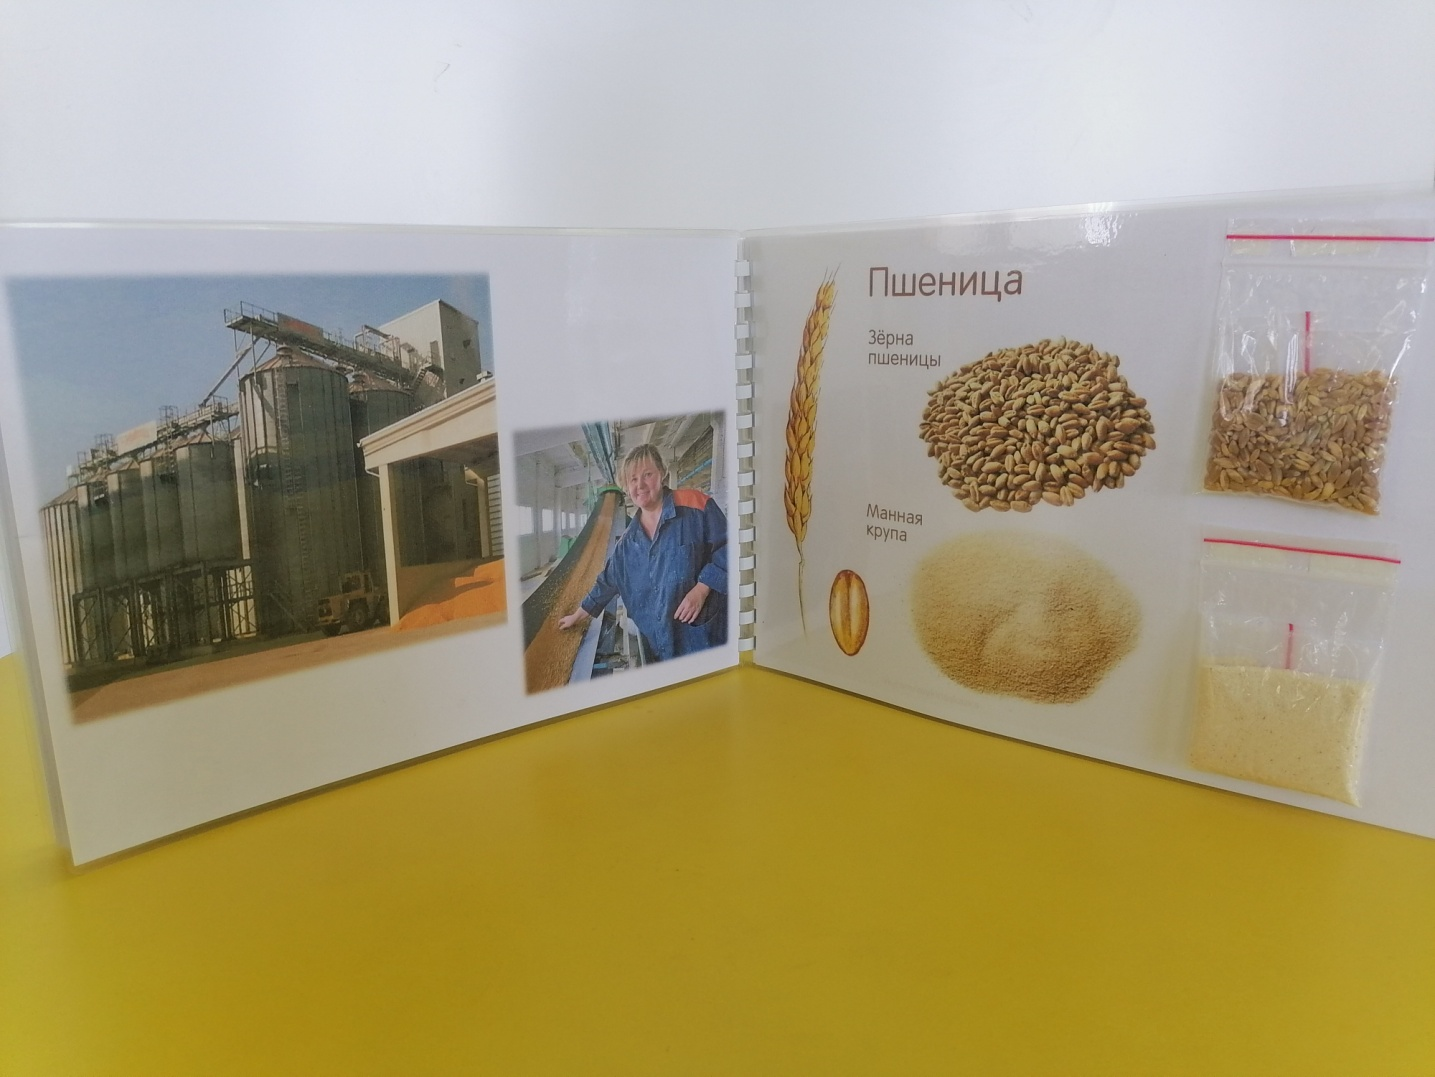 Пшеница
Зёрна
пшеницы
Манная
крупа